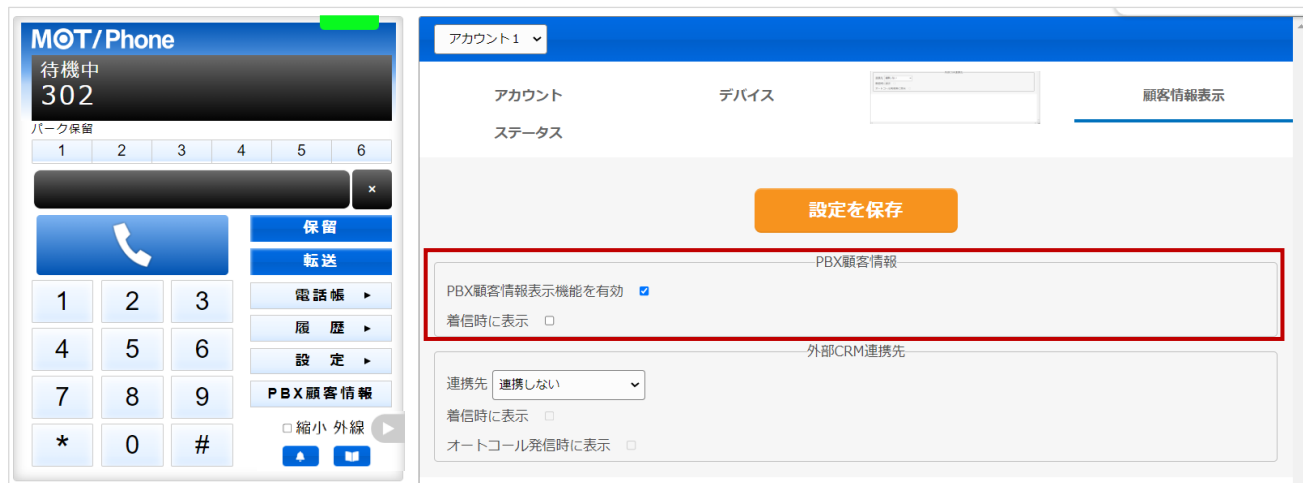 MOT/Phone
待機中
302
パーク保留
1 2 3 4 5 6
×
保留
転送
1 2 3
4 5 6
7 8 9
* 0 #
電話帳 ►
履 歴 ►
設 定 ►
PBX顧客情報
縮小 外線
アカウント1
アカウント
デバイス
顧客情報表示
ステータス
設定を保存
PBX顧客情報
PBX顧客情報表示機能を有効
着信時に表示
外部CRM連携先
連携先 連携しない
着信時に表示
オートコール発信時に表示